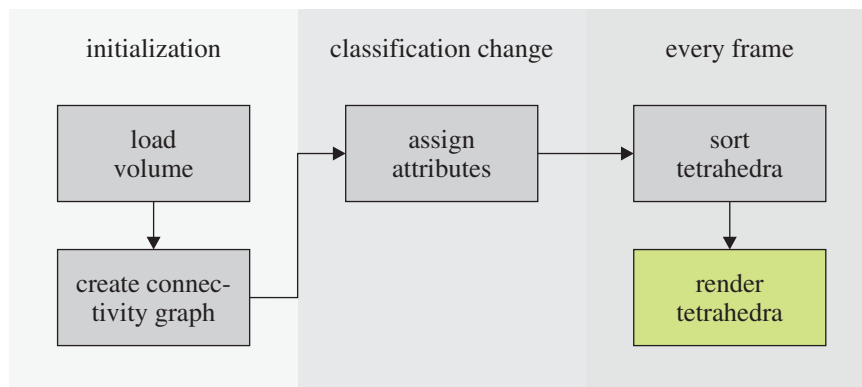 initialization
classification change
every frame
load
volume
create connec-
tivity graph
assign
attributes
sort
tetrahedra
render
tetrahedra